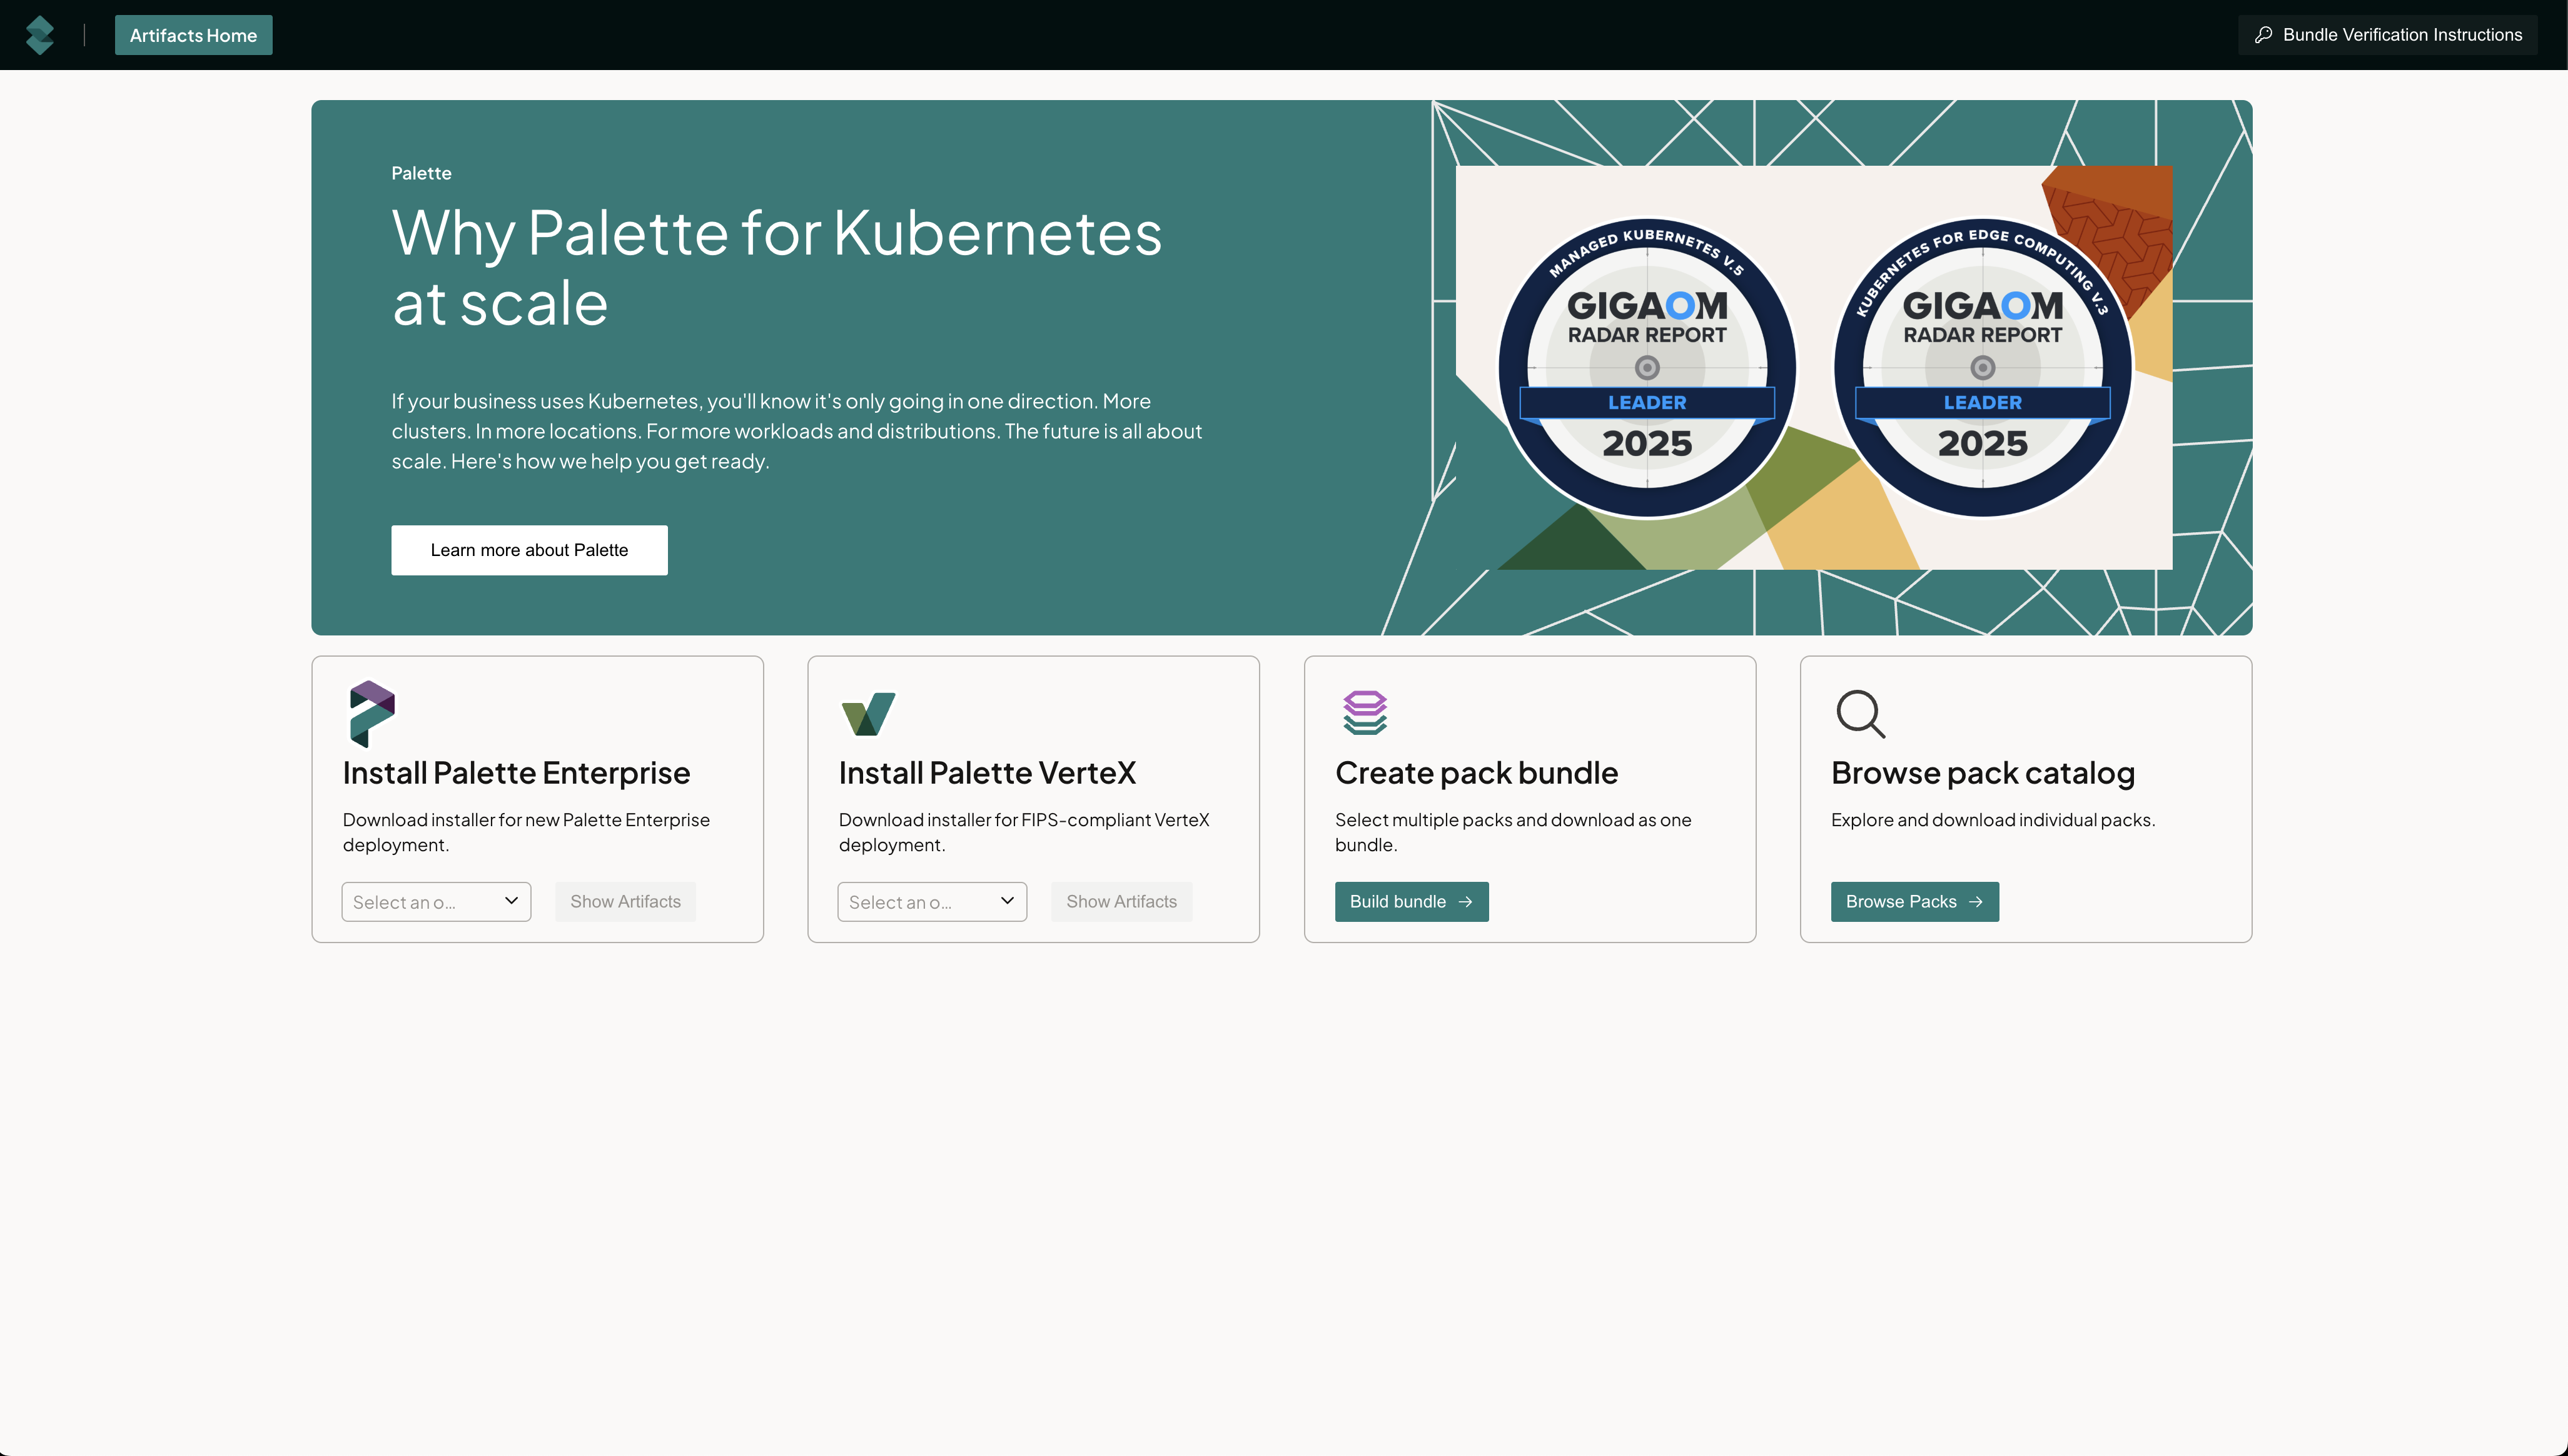 Artifacts Home
Bundle Verification Instructions
Palette
Why Palette for Kubernetes
at scale
If your business uses Kubernetes, you'll know it's only going in one direction. More
clusters. In more locations. For more workloads and distributions. The future is all about
scale. Here's how we help you get ready.
Learn more about Palette
MANAGED KUBERNETES V.5
GIGAOM
RADAR REPORT
LEADER
2025
KUBERNETES FOR EDGE COMPUTING V.3
GIGAOM
RADAR REPORT
LEADER
2025
Install Palette Enterprise
Download installer for new Palette Enterprise
deployment.
Select an o...
Show Artifacts
Install Palette VerteX
Download installer for FIPS-compliant VerteX
deployment.
Select an o...
Show Artifacts
Create pack bundle
Select multiple packs and download as one
bundle.
Build bundle
Browse pack catalog
Explore and download individual packs.
Browse Packs